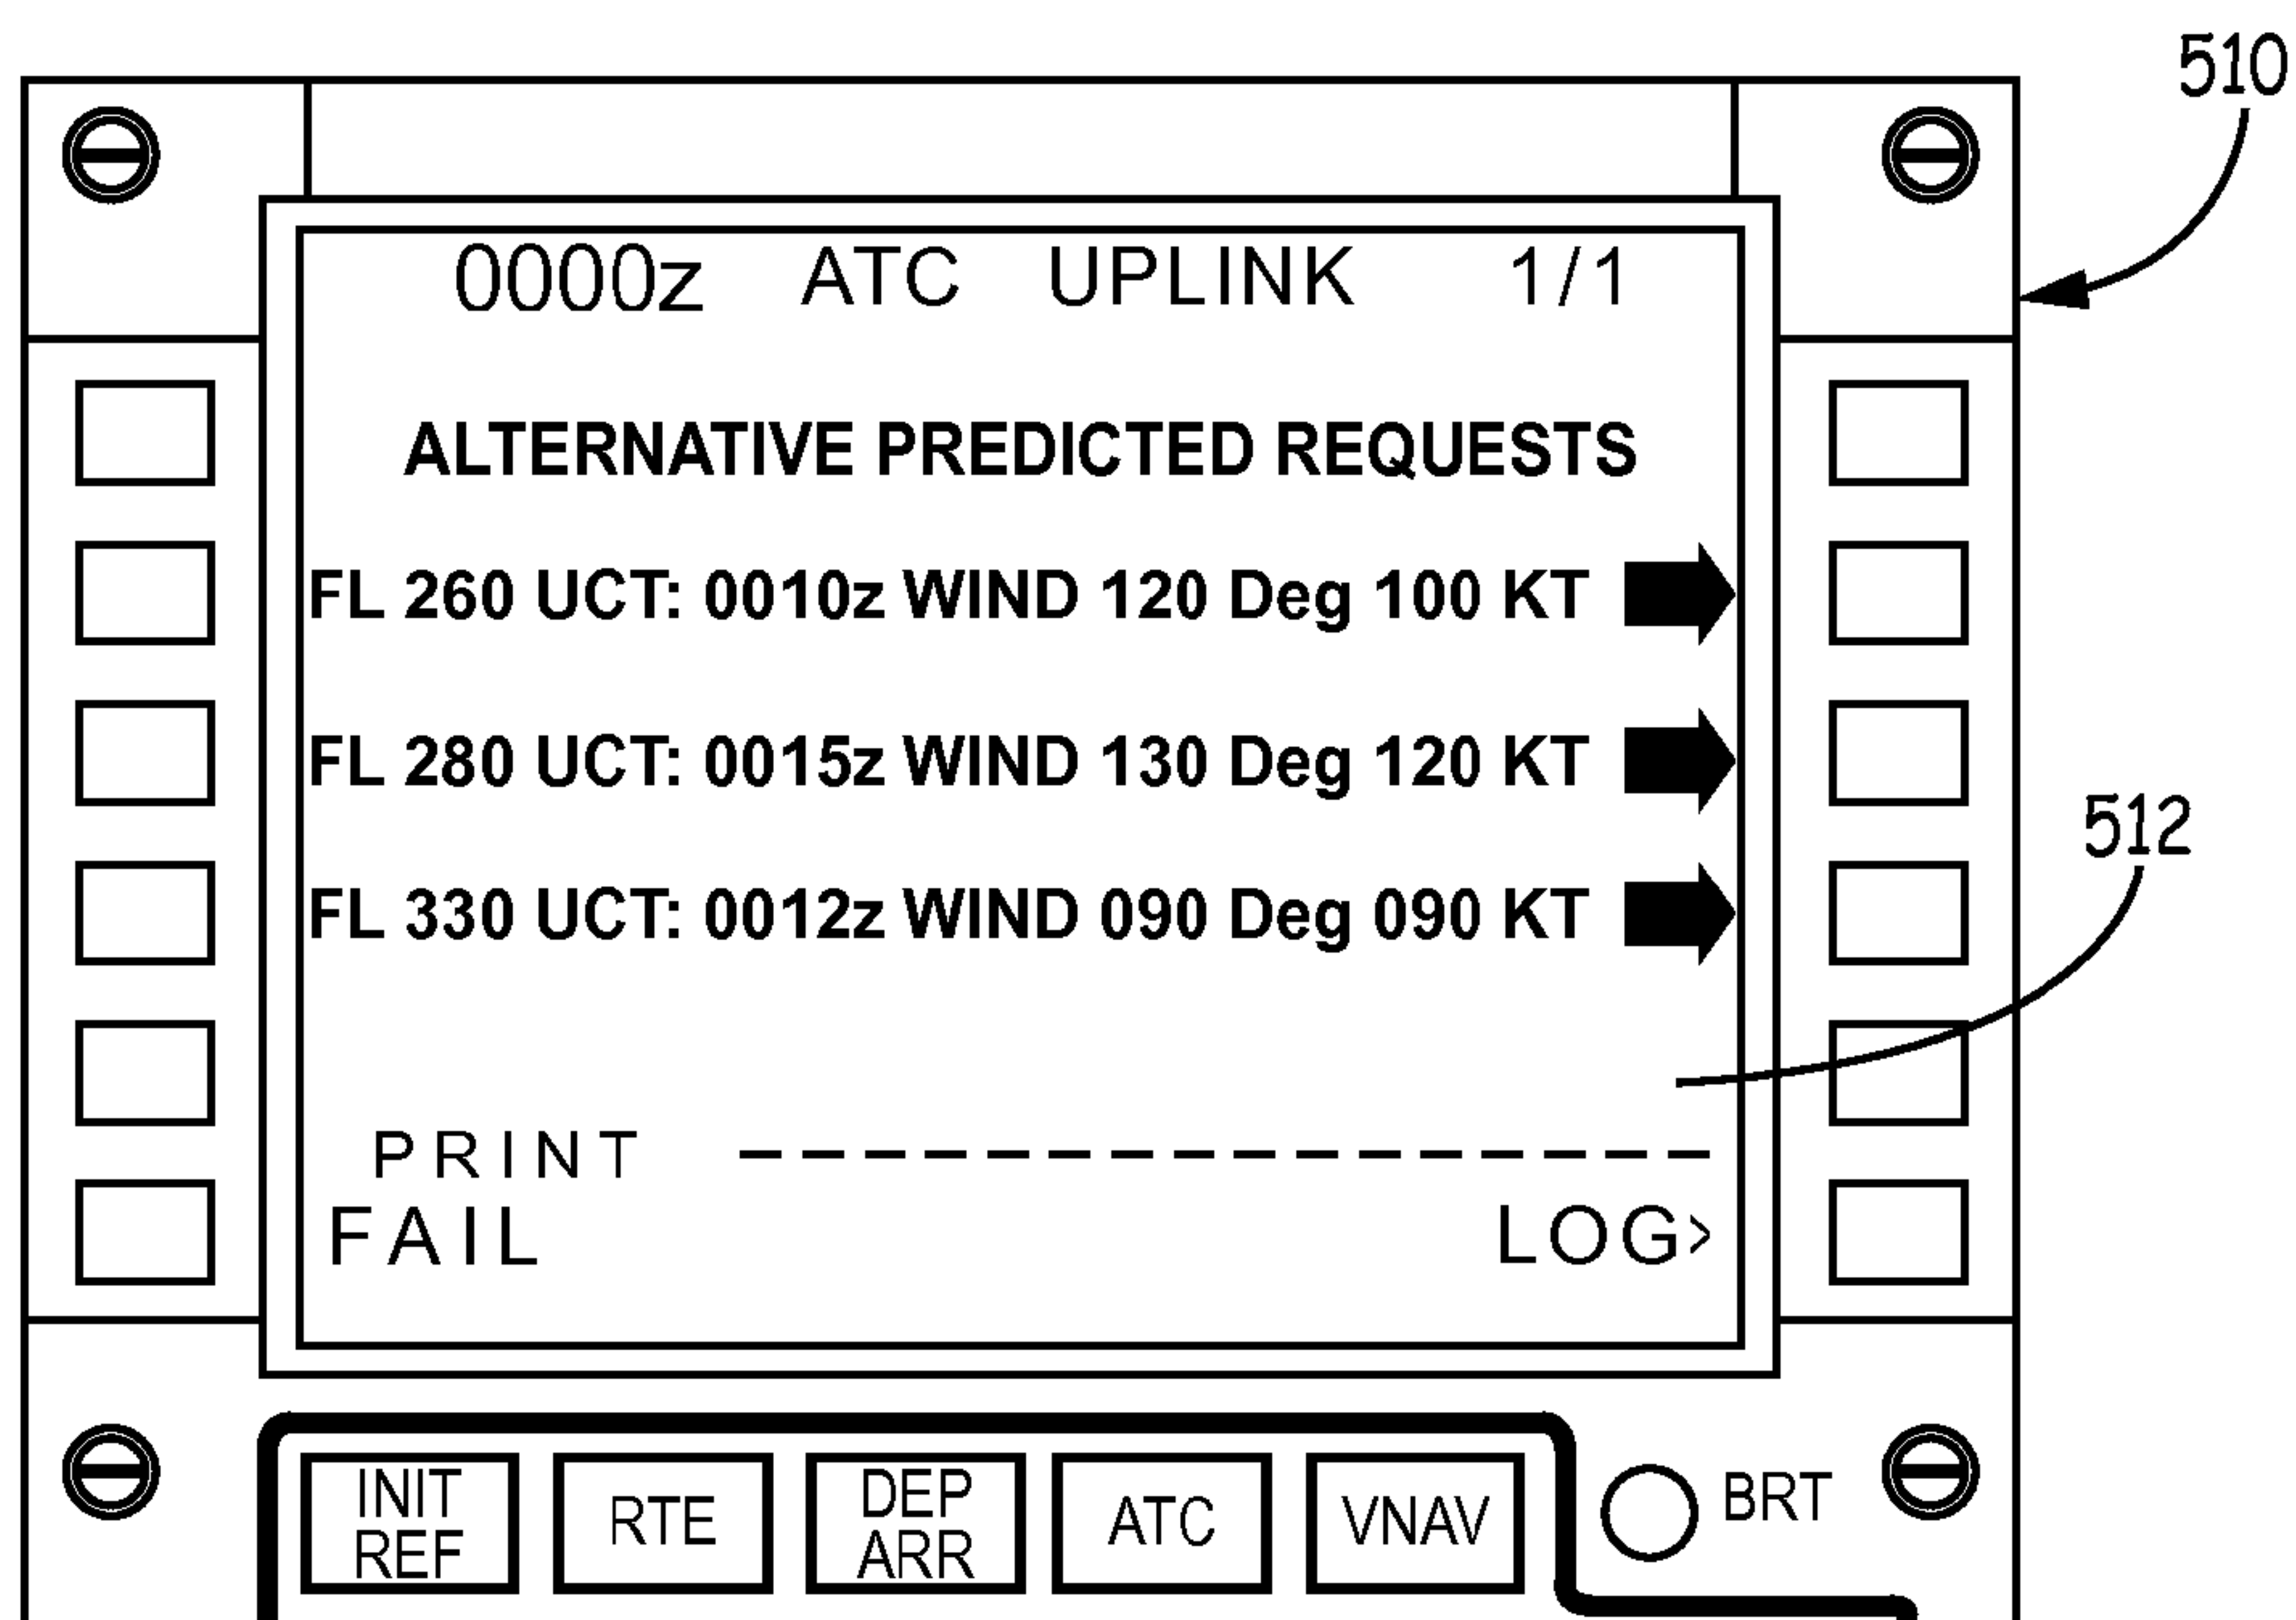 510
0000z ATC UPLINK 1/1
ALTERNATIVE PREDICTED REQUESTS
FL 260 UCT: 0010z WIND 120 Deg 100 KT
FL 280 UCT: 0015z WIND 130 Deg 120 KT
512
FL 330 UCT: 0012z WIND 090 Deg 090 KT
PRINT ----------------
FAIL LOG>
INIT REF
RTE
DEP ARR
ATC
VNAV
BRT